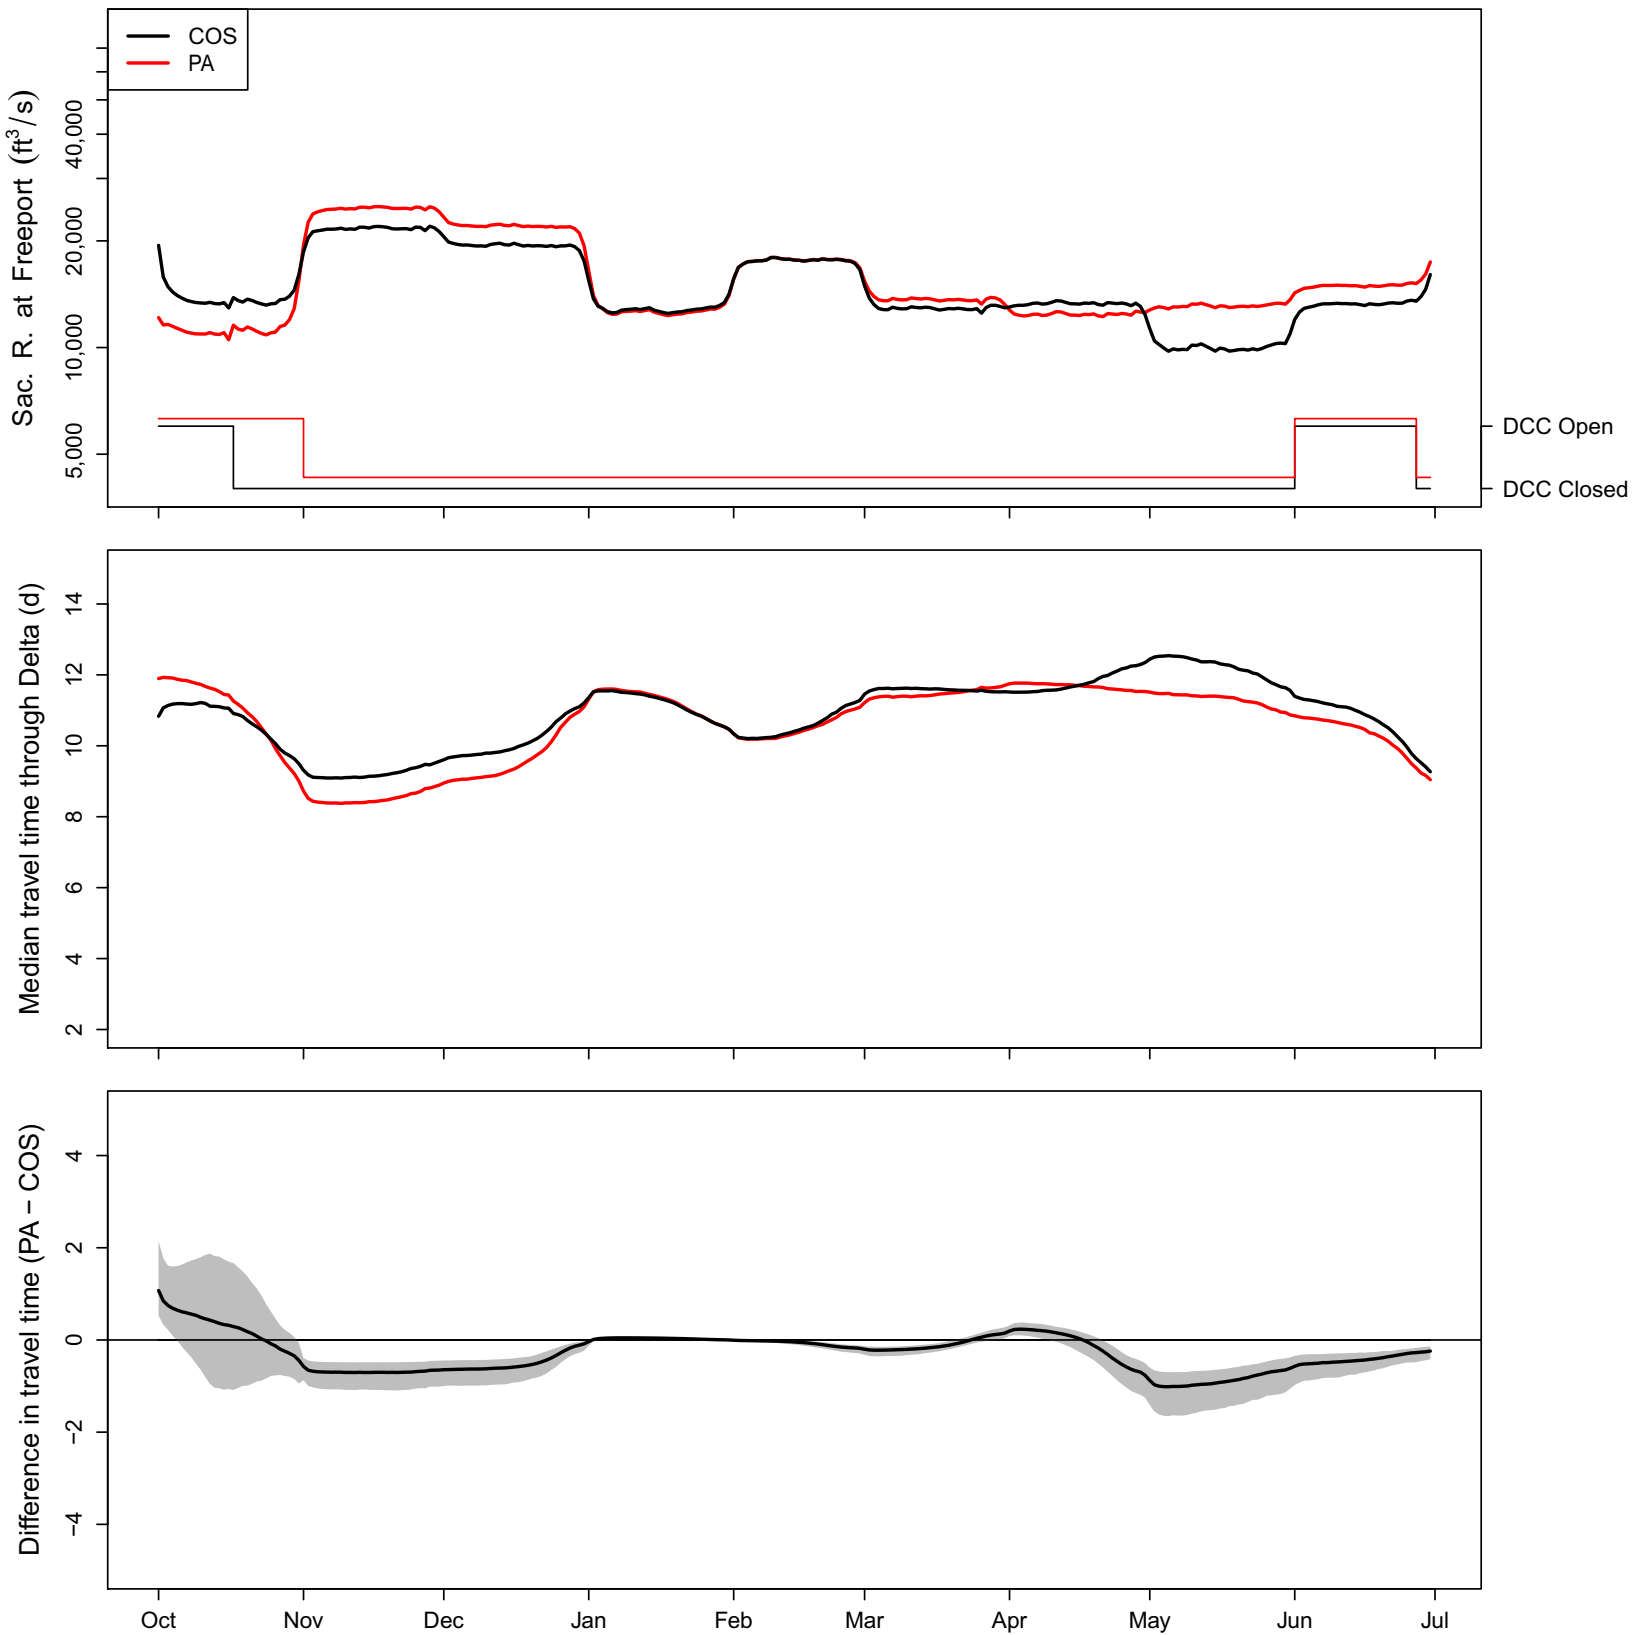 COS
PA
Sac. R. at Freeport (ft³/s)
40,000
20,000
10,000
5,000
DCC Open
DCC Closed
Median travel time through Delta (d)
14
12
10
8
6
4
2
Difference in travel time (PA − COS)
4
2
0
−2
−4
Oct Nov Dec Jan Feb Mar Apr May Jun Jul